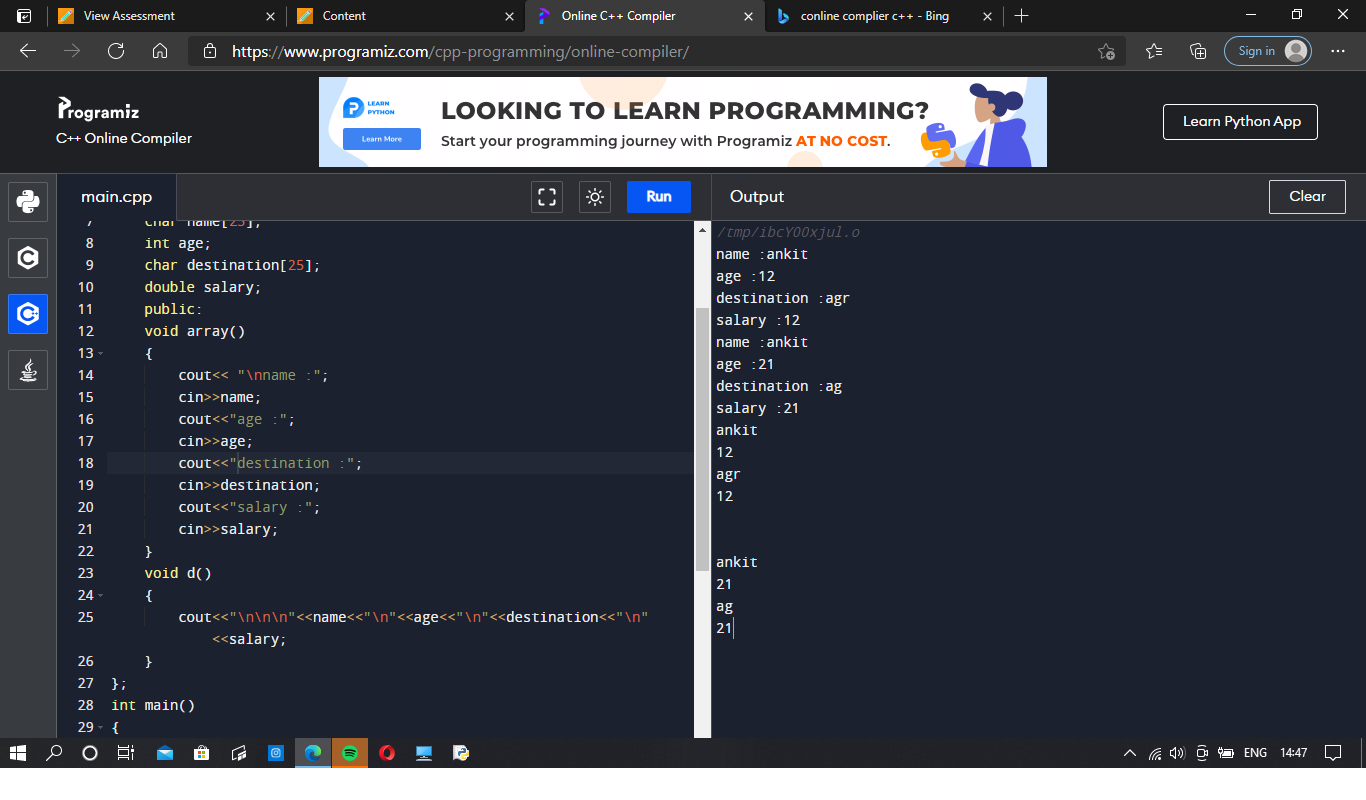 View Assessment
Content
Online C++ Compiler
conline complier c++ - Bing
https://www.programiz.com/cpp-programming/online-compiler/
Sign in
Programiz
C++ Online Compiler
LEARN
PYTHON
Learn More
LOOKING TO LEARN PROGRAMMING?
Start your programming journey with Programiz AT NO COST.
Learn Python App
main.cpp
Run
Output
Clear
7 char name[25];
8 int age;
9 char destination[25];
10 double salary;
11 public:
12 void array()
13 {
14 cout<< "\nname :";
15 cin>>name;
16 cout<<"age :";
17 cin>>age;
18 cout<<"destination :";
19 cin>>destination;
20 cout<<"salary :";
21 cin>>salary;
22 }
23 void d()
24 {
25 cout<<"\n\n\n"<<name<<"\n"<<age<<"\n"<<destination<<"\n"
<<salary;
26 }
27 };
28 int main()
29 {
/tmp/ibcY00xjul.o
name :ankit
age :12
destination :agr
salary :12
name :ankit
age :21
destination :ag
salary :21
ankit
12
agr
12
ankit
21
ag
21
ENG
14:47